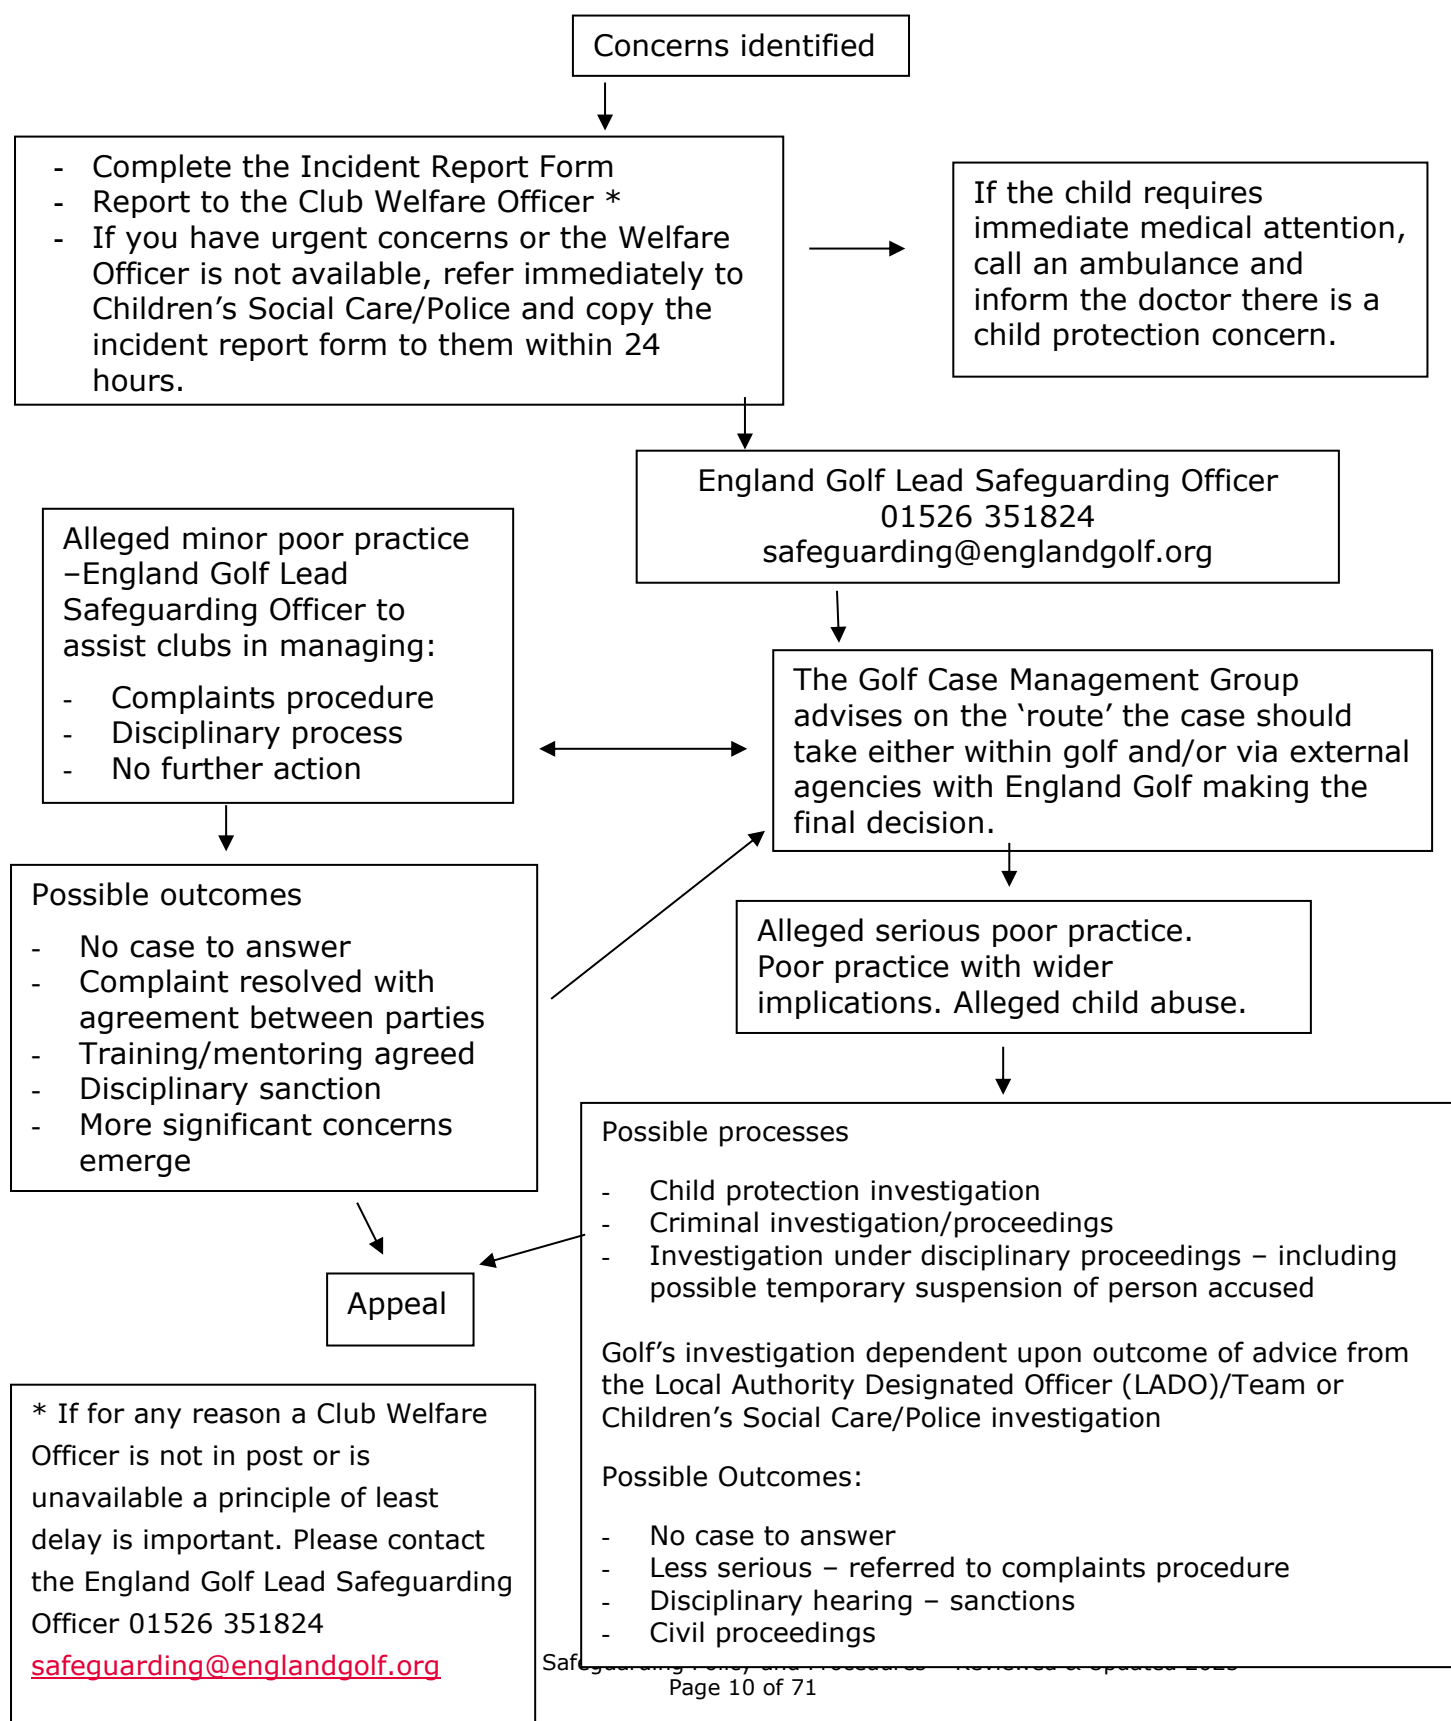 Concerns identified
- Complete the Incident Report Form
- Report to the Club Welfare Officer *
- If you have urgent concerns or the Welfare
Officer is not available, refer immediately to
Children’s Social Care/Police and copy the
incident report form to them within 24
hours.
If the child requires
immediate medical attention,
call an ambulance and
inform the doctor there is a
child protection concern.
England Golf Lead Safeguarding Officer
01526 351824
safeguarding@englandgolf.org
Alleged minor poor practice
–England Golf Lead
Safeguarding Officer to
assist clubs in managing:
- Complaints procedure
- Disciplinary process
- No further action
The Golf Case Management Group
advises on the ‘route’ the case should
take either within golf and/or via external
agencies with England Golf making the
final decision.
Possible outcomes
- No case to answer
- Complaint resolved with
agreement between parties
- Training/mentoring agreed
- Disciplinary sanction
- More significant concerns
emerge
Alleged serious poor practice.
Poor practice with wider
implications. Alleged child abuse.
Possible processes
- Child protection investigation
- Criminal investigation/proceedings
- Investigation under disciplinary proceedings – including
possible temporary suspension of person accused
Golf’s investigation dependent upon outcome of advice from
the Local Authority Designated Officer (LADO)/Team or
Children’s Social Care/Police investigation
Possible Outcomes:
- No case to answer
- Less serious – referred to complaints procedure
- Disciplinary hearing – sanctions
- Civil proceedings
Appeal
* If for any reason a Club Welfare
Officer is not in post or is
unavailable a principle of least
delay is important. Please contact
the England Golf Lead Safeguarding
Officer 01526 351824
safeguarding@englandgolf.org
Safeguarding Policy and Procedures – Reviewed & Updated
Page 10 of 71